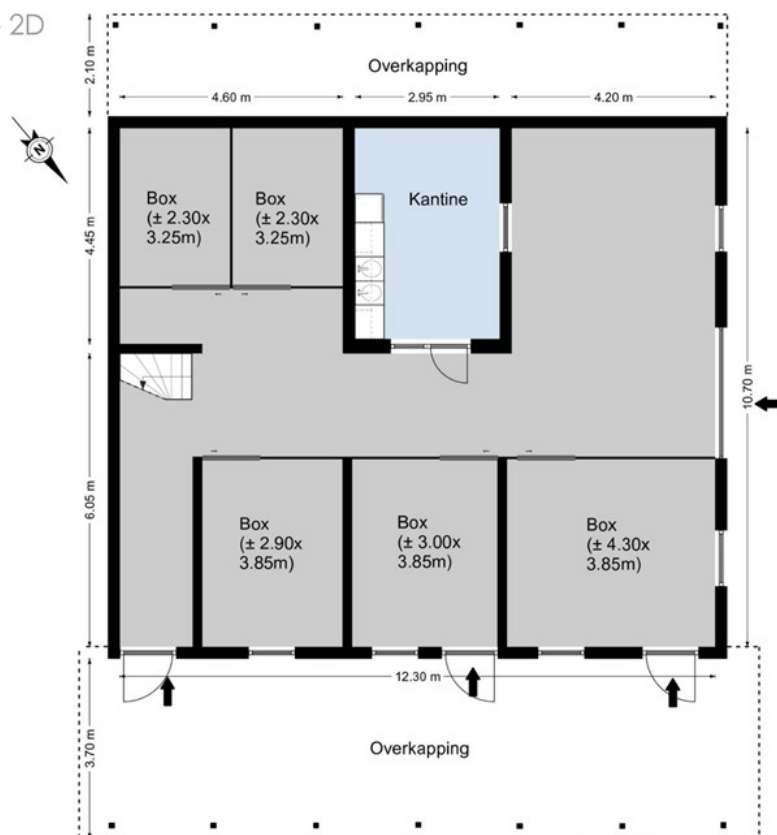 2D
2.10 m
Overkapping
4.60 m
2.95 m
4.20 m
N
4.45 m
Box
(± 2.30x
3.25m)
Box
(± 2.30x
3.25m)
Kantine
10.70 m
6.05 m
Box
(± 2.90x
3.85m)
Box
(± 3.00x
3.85m)
Box
(± 4.30x
3.85m)
12.30 m
3.70 m
Overkapping